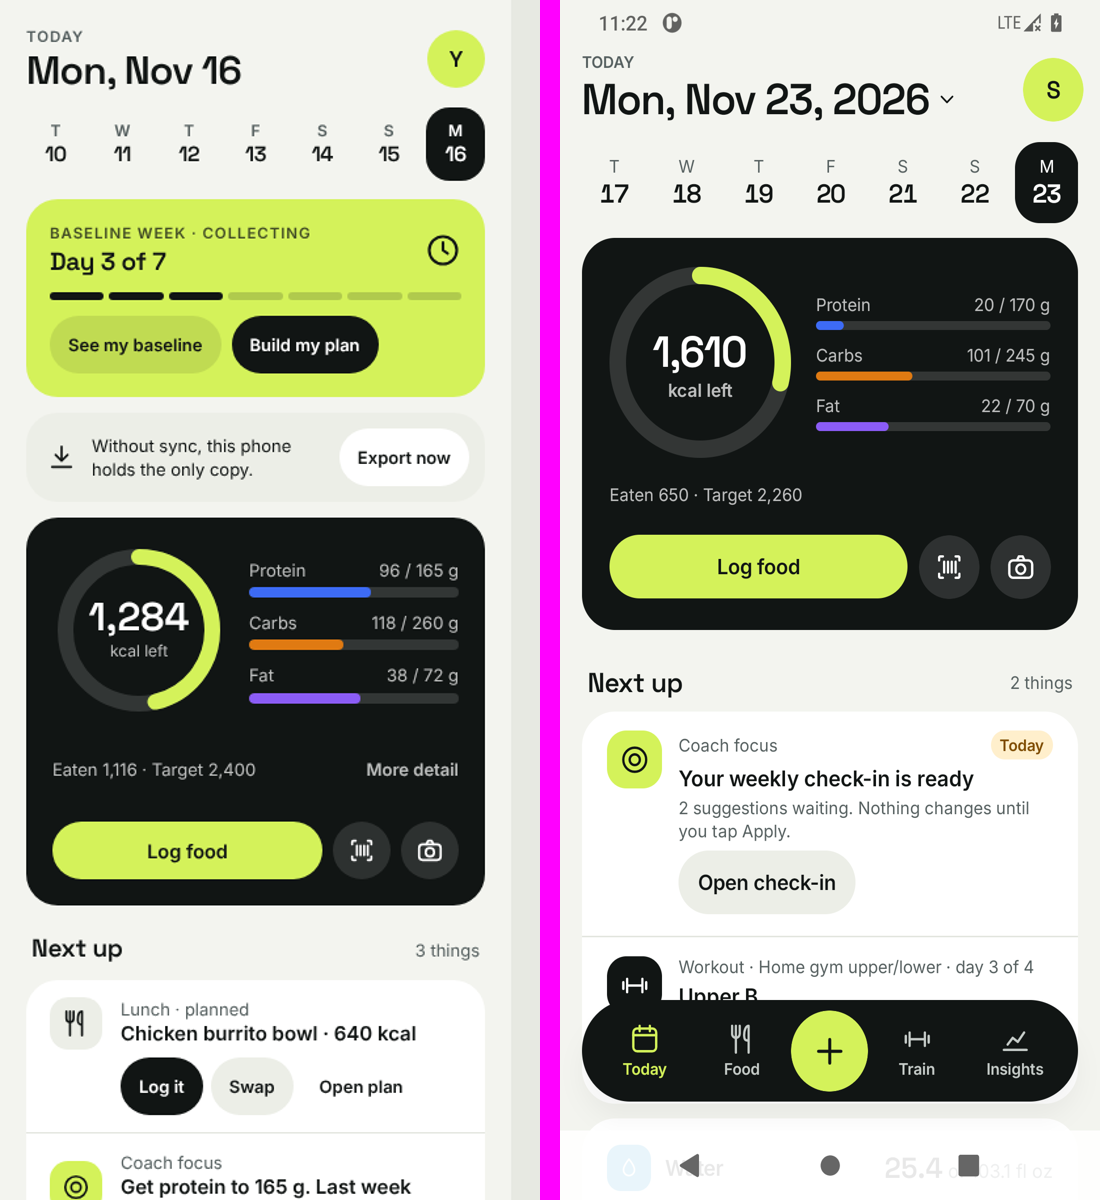 TODAY
Mon, Nov 16
Y
T W T F S S M
10 11 12 13 14 15 16
BASELINE WEEK · COLLECTING
Day 3 of 7
See my baseline
Build my plan
Without sync, this phone
holds the only copy.
Export now
1,284
kcal left
Protein 96 / 165 g
Carbs 118 / 260 g
Fat 38 / 72 g
Eaten 1,116 · Target 2,400
More detail
Log food
Next up
3 things
Lunch · planned
Chicken burrito bowl · 640 kcal
Log it
Swap
Open plan
Coach focus
Get protein to 165 g. Last week
11:22
LTE
TODAY
Mon, Nov 23, 2026
S
T W T F S S M
17 18 19 20 21 22 23
1,610
kcal left
Protein 20 / 170 g
Carbs 101 / 245 g
Fat 22 / 70 g
Eaten 650 · Target 2,260
Log food
Next up
2 things
Coach focus
Today
Your weekly check-in is ready
2 suggestions waiting. Nothing changes until
you tap Apply.
Open check-in
Workout · Home gym upper/lower · day 3 of 4
Upper B
Today
Food
Train
Insights
Water
25.4
03.1 fl oz